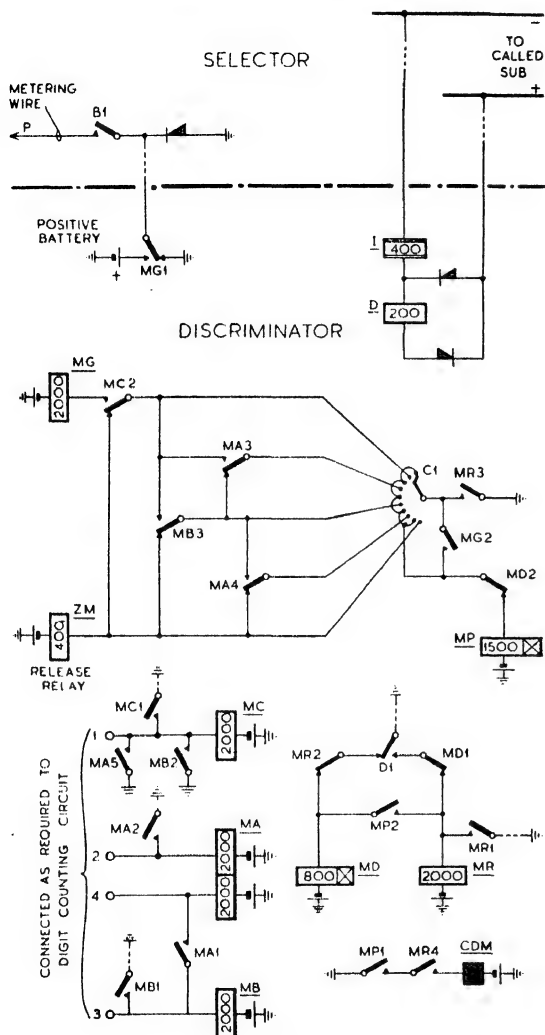 SELECTOR
−
TO
CALLED
SUB
+
METERING
WIRE
P
B1
POSITIVE
BATTERY
+
MG1
I
400
D
200
DISCRIMINATOR
MG
2000
MC2
MA3
C1
MR3
MB3
MG2
MA4
MD2
ZM
400
MP
1500
RELEASE
RELAY
CONNECTED AS REQUIRED TO
DIGIT COUNTING CIRCUIT
MC1
MC
1
2000
MA5
MB2
MR2
D1
MD1
MA2
MA
2
2000
MP2
4
2000
MR1
800
MD
2000
MR
MA1
MB1
MB
3
2000
MP1
MR4
CDM